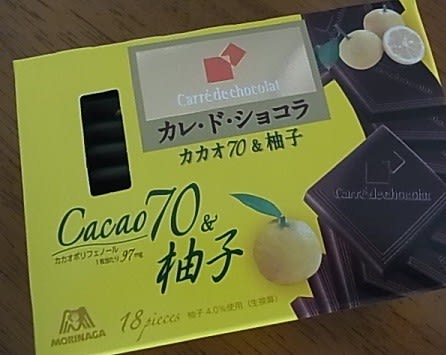 Carré de chocolat
カレ・ド・ショコラ
カカオ70&柚子
Carré de chocolat
Cacao70&
柚子
カカオポリフェノール
1枚当たり97mg
MORINAGA
18pieces 柚子4.0%使用(生換算)